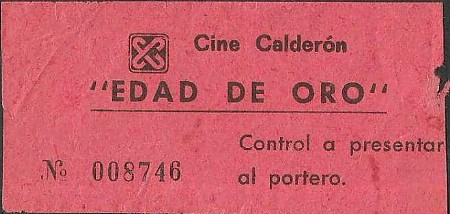 Cine Calderón
"EDAD DE ORO"
Control a presentar
Nº 008746
al portero.